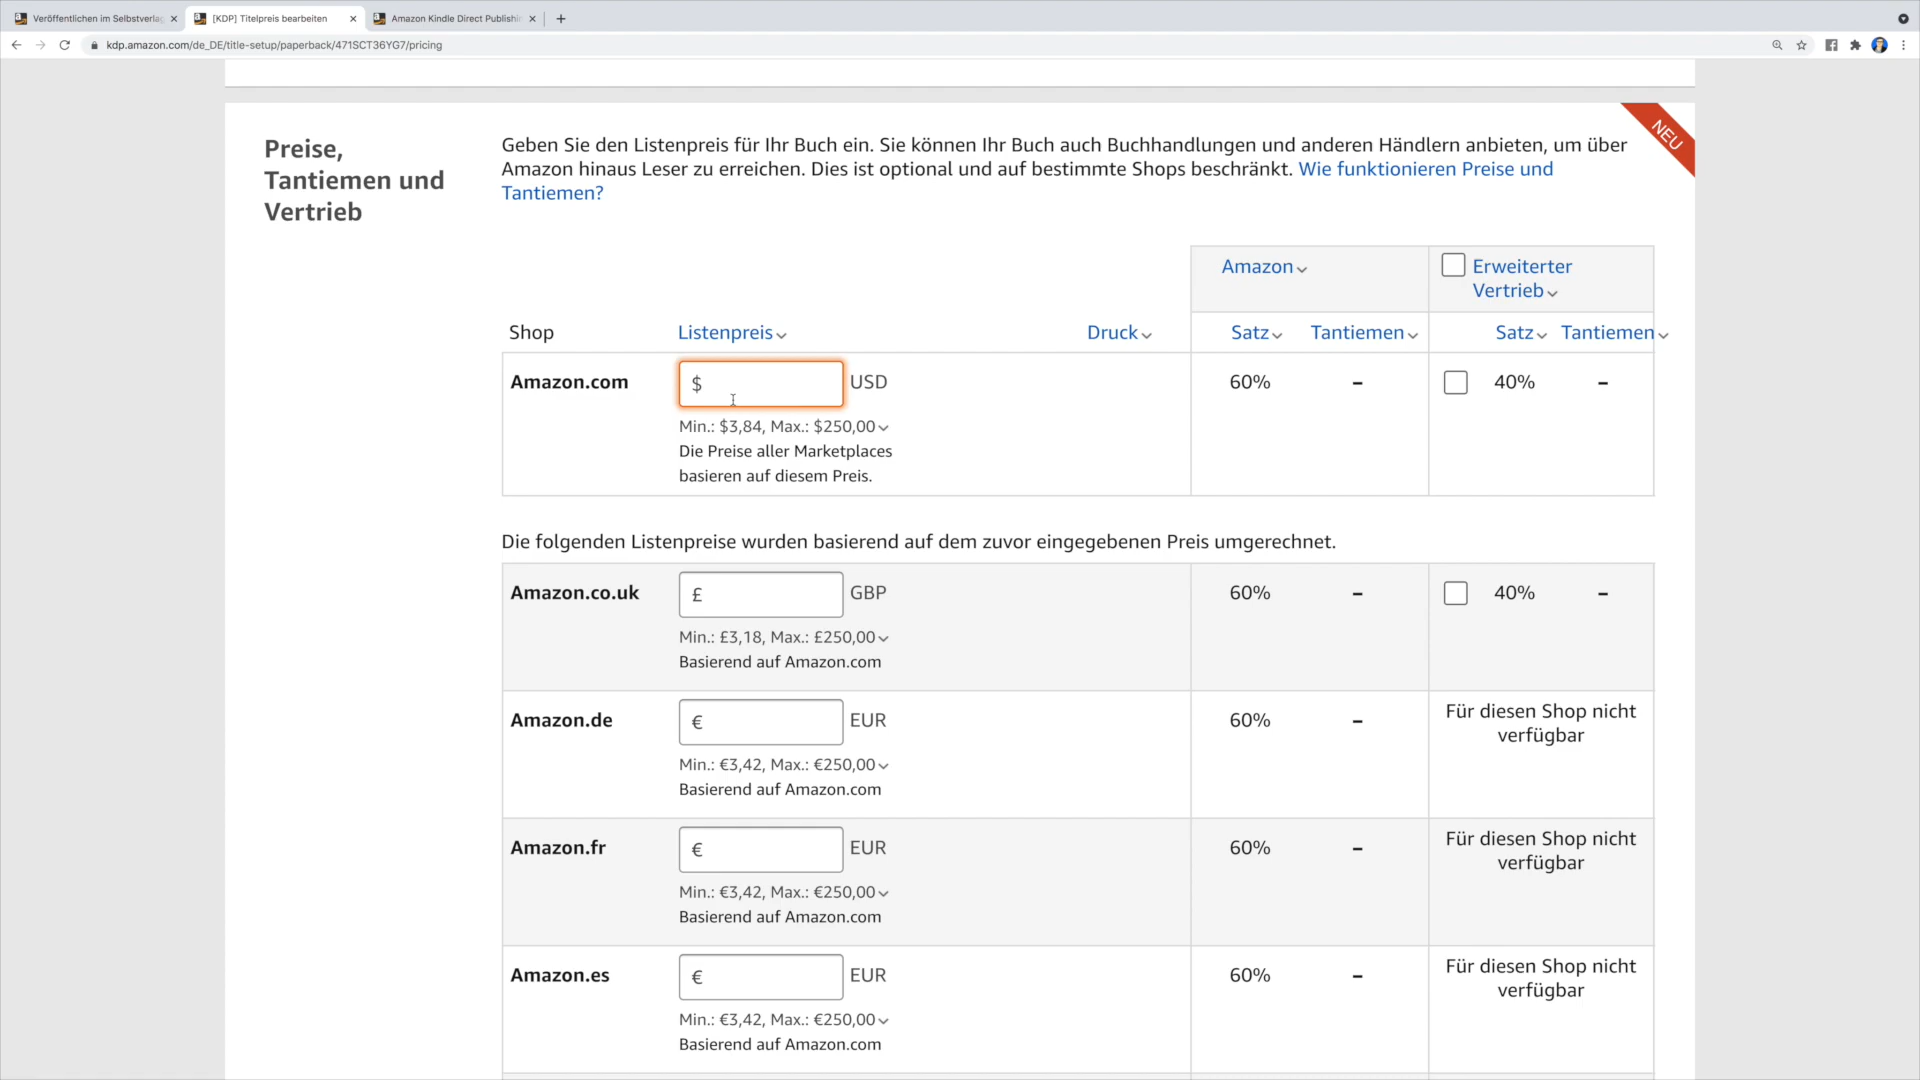 Veröffentlichen im Selbstverla
[KDP] Titelpreis bearbeiten
Amazon Kindle Direct Publishi
kdp.amazon.com/de_DE/title-setup/paperback/471SCT36YG7/pricing
NEU
Preise,
Tantiemen und
Vertrieb
Geben Sie den Listenpreis für Ihr Buch ein. Sie können Ihr Buch auch Buchhandlungen und anderen Händlern anbieten, um über
Amazon hinaus Leser zu erreichen. Dies ist optional und auf bestimmte Shops beschränkt. Wie funktionieren Preise und
Tantiemen?
Amazon
Erweiterter
Vertrieb
Shop Listenpreis Druck Satz Tantiemen Satz Tantiemen
Amazon.com $ USD 60% – 40% –
Min.: $3,84, Max.: $250,00
Die Preise aller Marketplaces
basieren auf diesem Preis.
Die folgenden Listenpreise wurden basierend auf dem zuvor eingegebenen Preis umgerechnet.
Amazon.co.uk £ GBP 60% – 40% –
Min.: £3,18, Max.: £250,00
Basierend auf Amazon.com
Amazon.de € EUR 60% – Für diesen Shop nicht
verfügbar
Min.: €3,42, Max.: €250,00
Basierend auf Amazon.com
Amazon.fr € EUR 60% – Für diesen Shop nicht
verfügbar
Min.: €3,42, Max.: €250,00
Basierend auf Amazon.com
Amazon.es € EUR 60% – Für diesen Shop nicht
verfügbar
Min.: €3,42, Max.: €250,00
Basierend auf Amazon.com